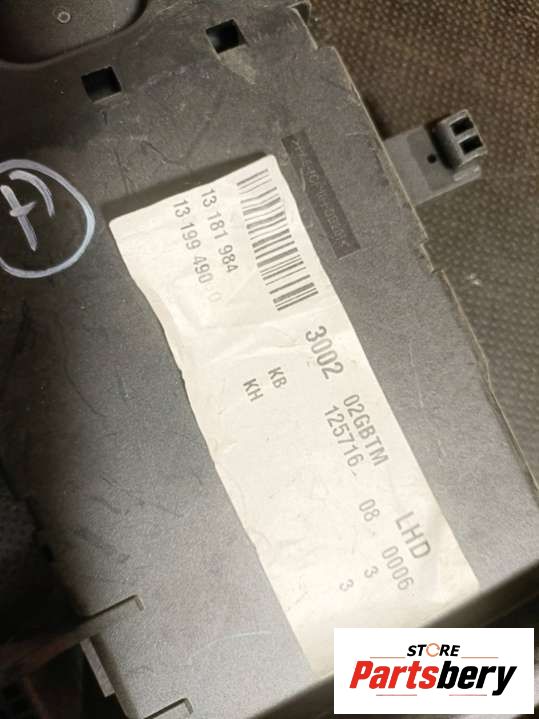 13 181 984
13 199 490
3002 02GBTM LHD
125716 08 0006
KB 3
KH 3
STORE
Partsbery